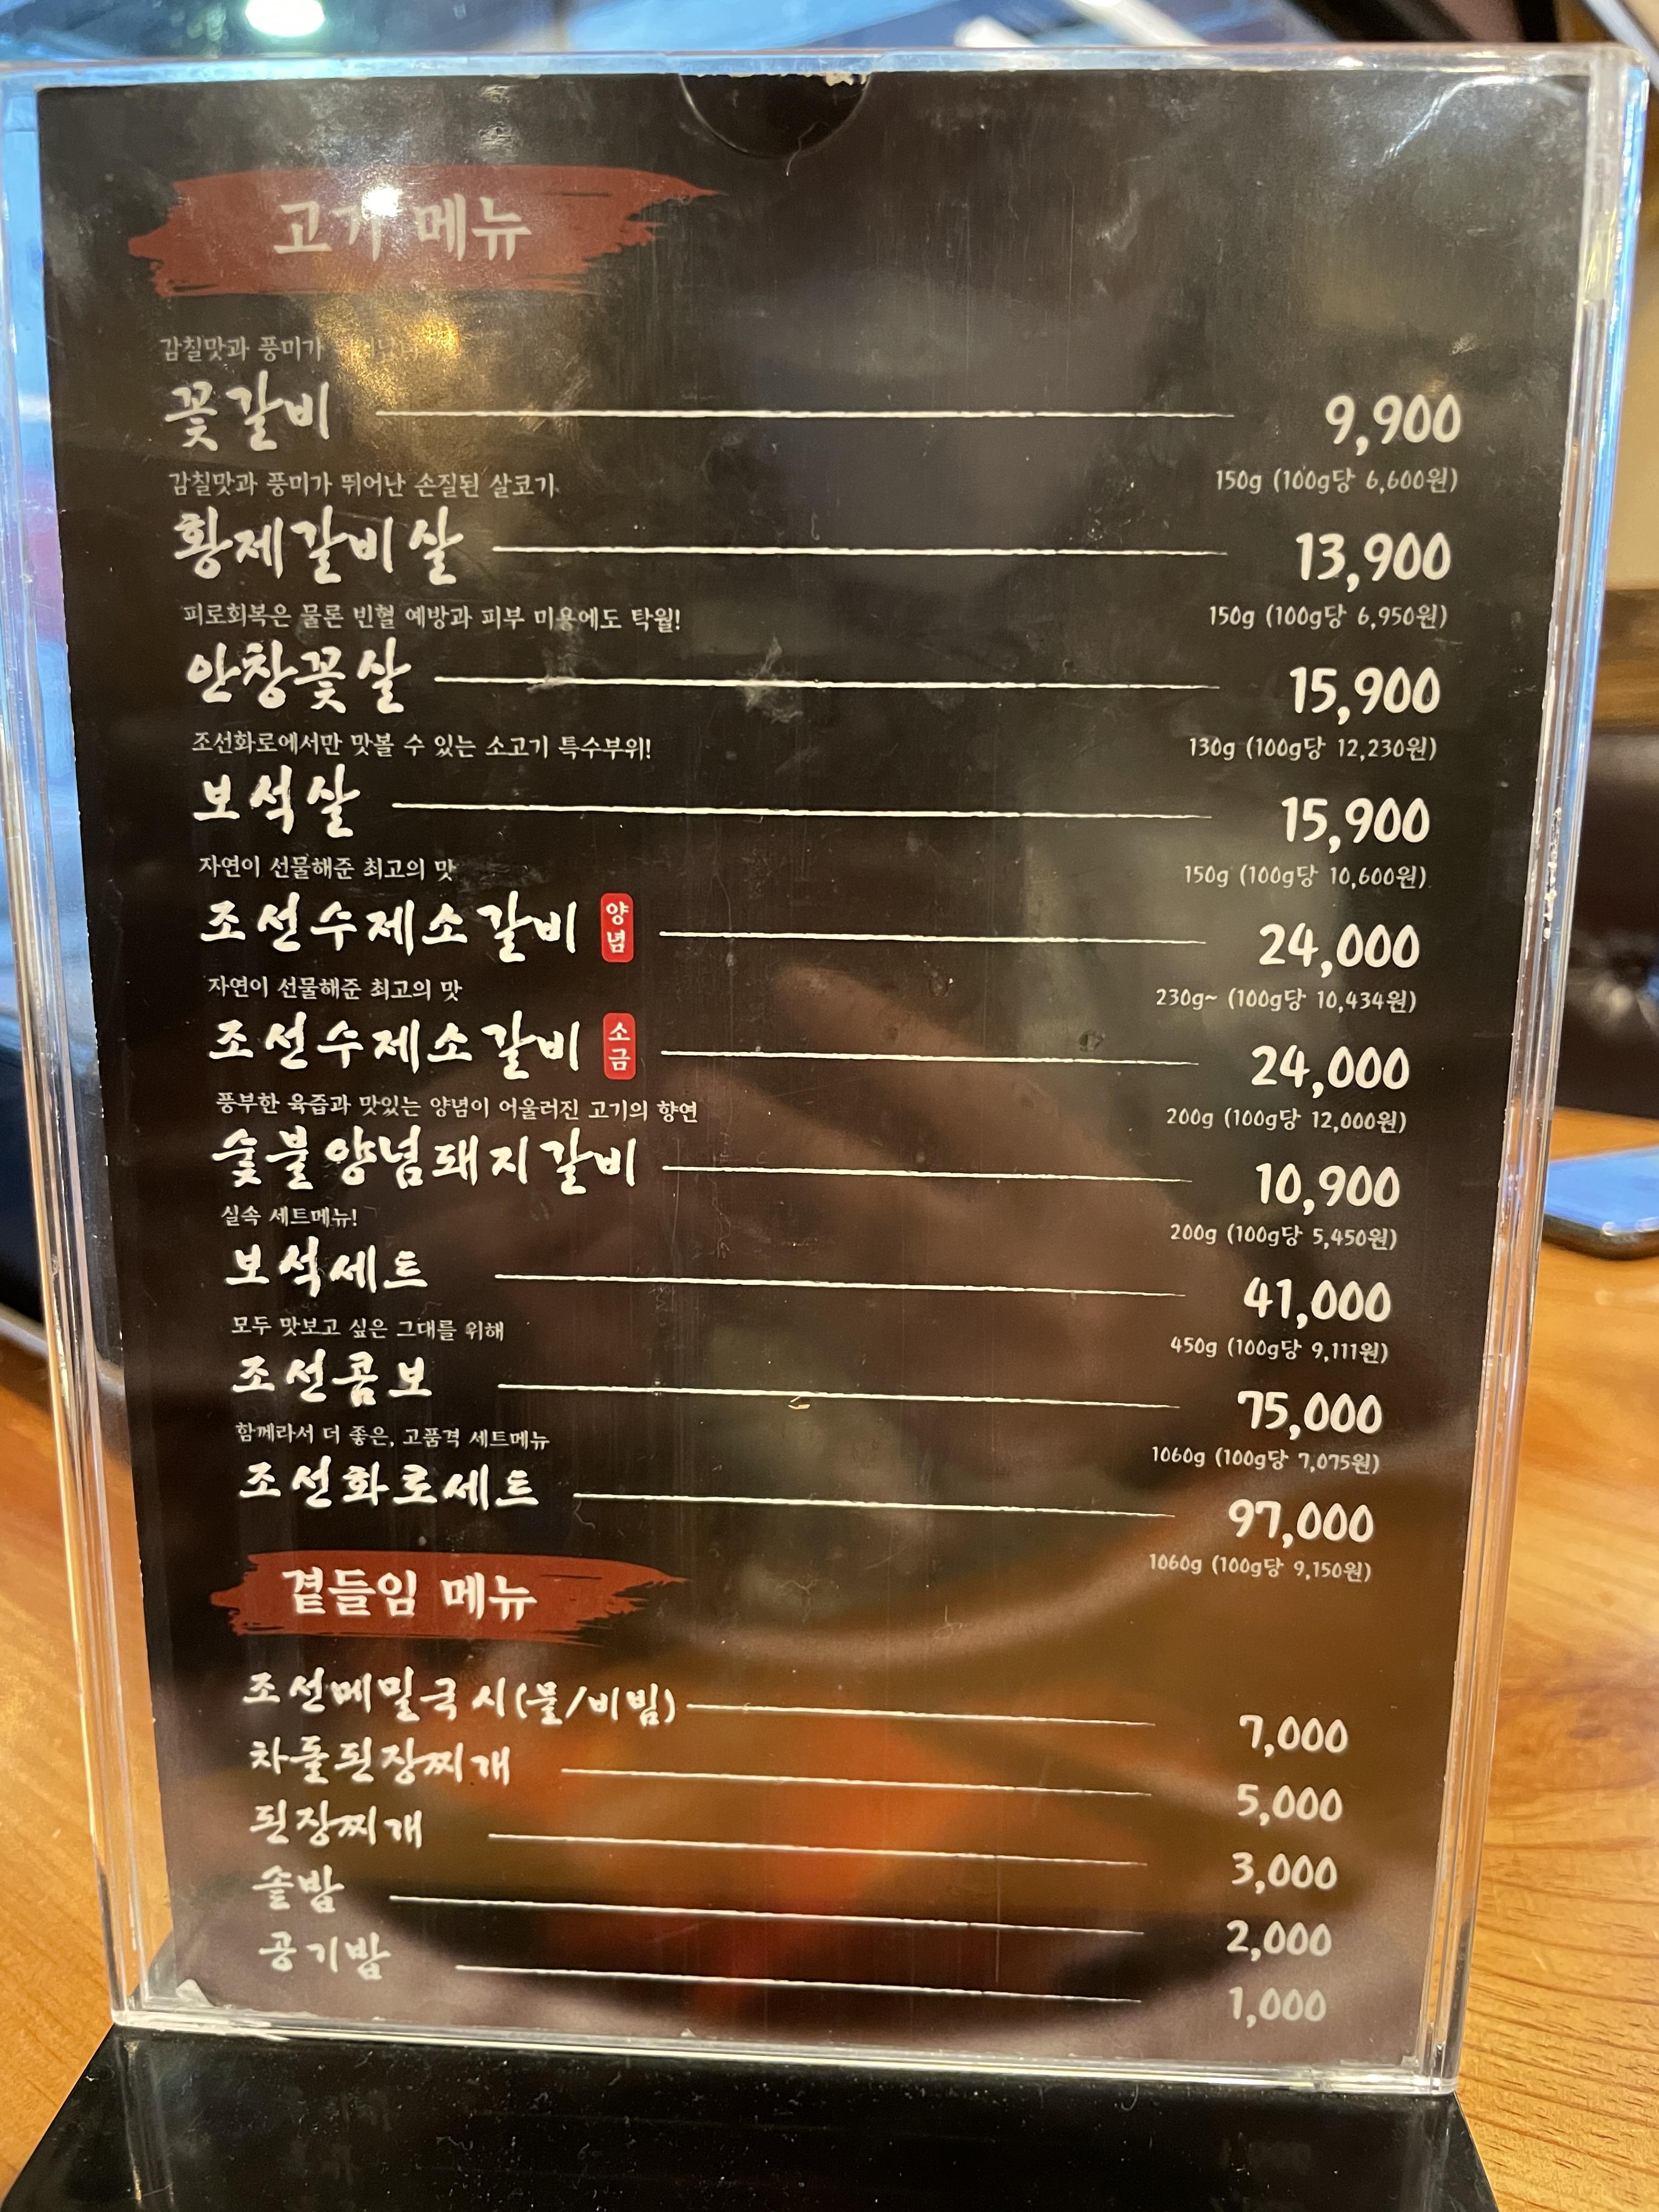 고기 메뉴
감칠맛과 풍미가
꽃갈비 9,900
150g (100g당 6,600원)
감칠맛과 풍미가 뛰어난 손질된 살코기
황제갈비살 13,900
150g (100g당 6,950원)
피로회복은 물론 빈혈 예방과 피부 미용에도 탁월!
안창꽃살 15,900
130g (100g당 12,230원)
조선화로에서만 맛볼 수 있는 소고기 특수부위!
보석살 15,900
150g (100g당 10,600원)
자연이 선물해준 최고의 맛
조선수제소갈비 양념 24,000
230g~ (100g당 10,434원)
자연이 선물해준 최고의 맛
조선수제소갈비 소금 24,000
200g (100g당 12,000원)
풍부한 육즙과 맛있는 양념이 어울러진 고기의 향연
숯불양념돼지갈비 10,900
200g (100g당 5,450원)
실속 세트메뉴!
보석세트 41,000
450g (100g당 9,111원)
모두 맛보고 싶은 그대를 위해
조선콤보 75,000
1060g (100g당 7,075원)
함께라서 더 좋은, 고품격 세트메뉴
조선화로세트 97,000
1060g (100g당 9,150원)
곁들임 메뉴
조선메밀국시(물/비빔) 7,000
차돌된장찌개 5,000
된장찌개 3,000
솥밥 2,000
공기밥 1,000